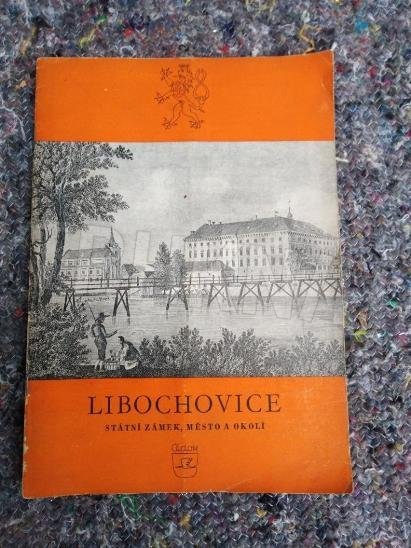 LIBOCHOVICE
STÁTNÍ ZÁMEK, MĚSTO A OKOLÍ